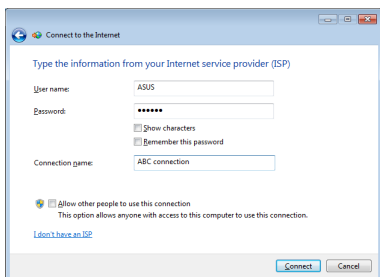 Connect to the Internet
Type the information from your Internet service provider (ISP)
User name:
ASUS
Password:
••••••
Show characters
Remember this password
Connection name:
ABC connection
Allow other people to use this connection
This option allows anyone with access to this computer to use this connection.
I don't have an ISP
Connect
Cancel